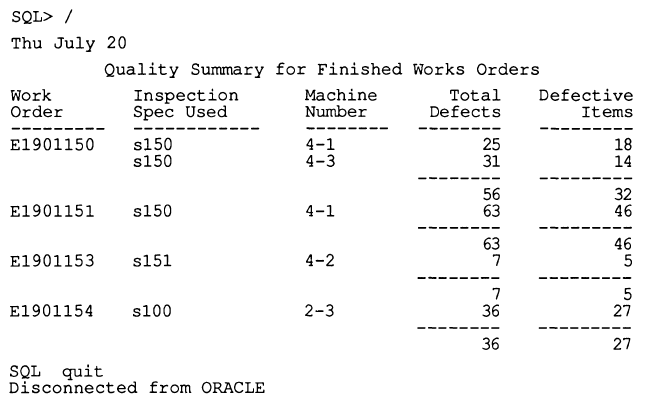 SQL> /
Thu July 20
Quality Summary for Finished Works Orders
Work Inspection Machine Total Defective
Order Spec Used Number Defects Items
--------- ------------ -------- -------- ---------
E1901150 s150 4-1 25 18
s150 4-3 31 14
-------- ---------
56 32
E1901151 s150 4-1 63 46
-------- ---------
63 46
E1901153 s151 4-2 7 5
-------- ---------
7 5
E1901154 s100 2-3 36 27
-------- ---------
36 27
SQL quit
Disconnected from ORACLE